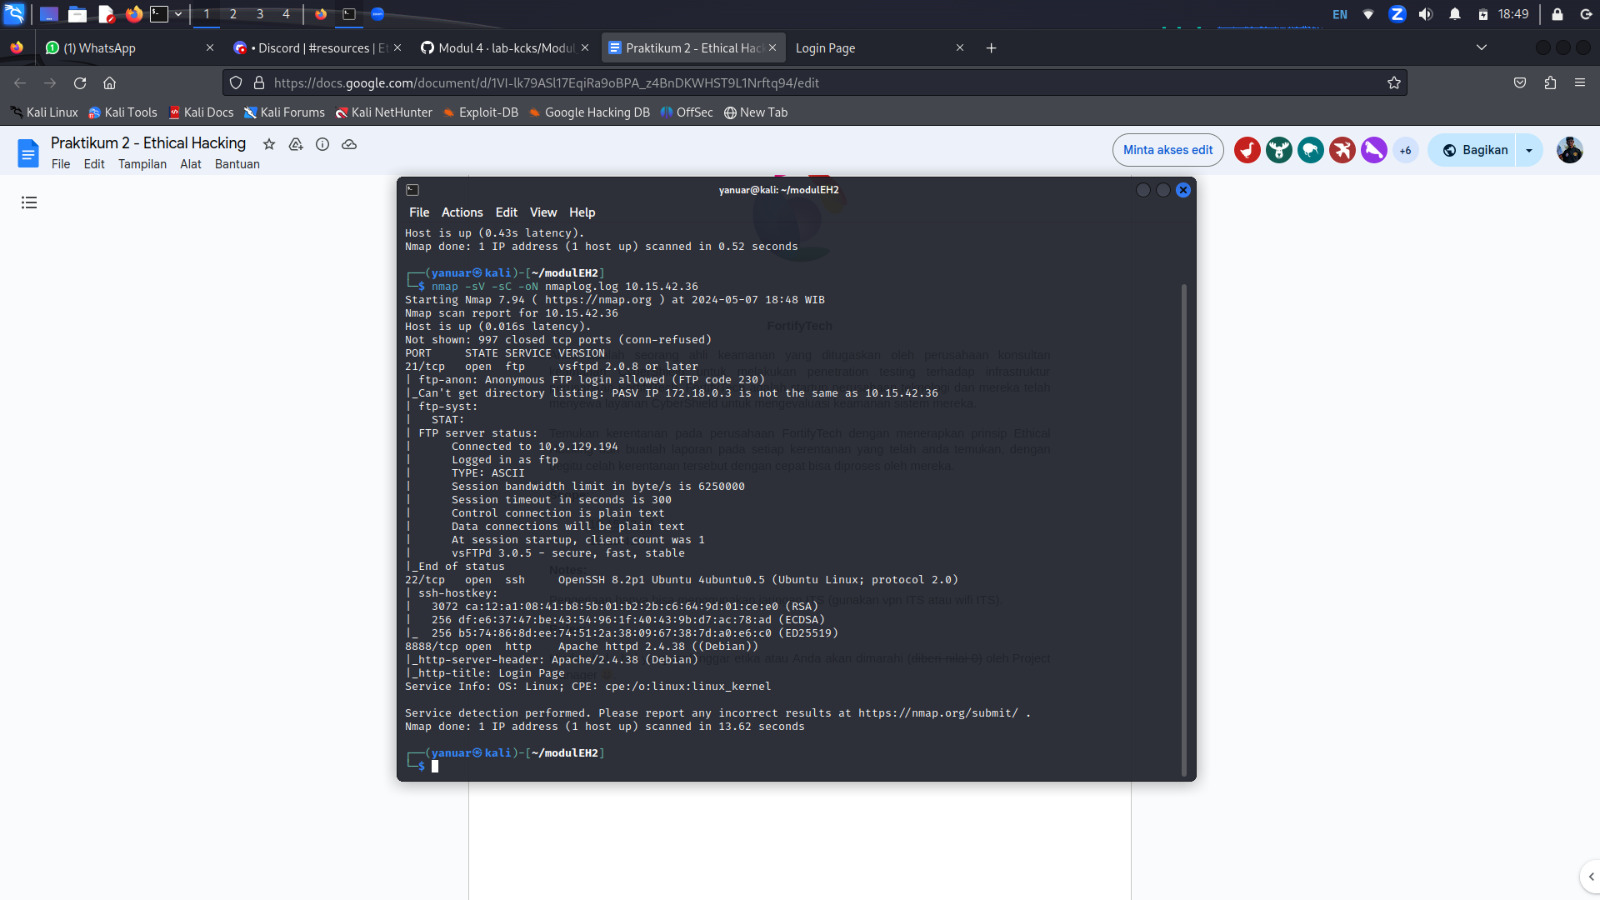 1 2 3 4
EN 18:49
(1) WhatsApp
• Discord | #resources | Et
Modul 4 · lab-kcks/Modul
Praktikum 2 - Ethical Hac
Login Page
https://docs.google.com/document/d/1VI-lk79ASl17EqiRa9oBPA_z4BnDKWHST9L1Nrftq94/edit
Kali Linux Kali Tools Kali Docs Kali Forums Kali NetHunter Exploit-DB Google Hacking DB OffSec New Tab
Praktikum 2 - Ethical Hacking
File Edit Tampilan Alat Bantuan
Minta akses edit
+6
Bagikan
yanuar@kali: ~/modulEH2
File Actions Edit View Help
Host is up (0.43s latency).
Nmap done: 1 IP address (1 host up) scanned in 0.52 seconds
┌──(yanuar㉿kali)-[~/modulEH2]
└─$ nmap -sV -sC -oN nmaplog.log 10.15.42.36
Starting Nmap 7.94 ( https://nmap.org ) at 2024-05-07 18:48 WIB
Nmap scan report for 10.15.42.36
Host is up (0.016s latency).
Not shown: 997 closed tcp ports (conn-refused)
PORT STATE SERVICE VERSION
21/tcp open ftp vsftpd 2.0.8 or later
| ftp-anon: Anonymous FTP login allowed (FTP code 230)
|_Can't get directory listing: PASV IP 172.18.0.3 is not the same as 10.15.42.36
| ftp-syst:
| STAT:
| FTP server status:
| Connected to 10.9.129.194
| Logged in as ftp
| TYPE: ASCII
| Session bandwidth limit in byte/s is 6250000
| Session timeout in seconds is 300
| Control connection is plain text
| Data connections will be plain text
| At session startup, client count was 1
| vsFTPd 3.0.5 - secure, fast, stable
|_End of status
22/tcp open ssh OpenSSH 8.2p1 Ubuntu 4ubuntu0.5 (Ubuntu Linux; protocol 2.0)
| ssh-hostkey:
| 3072 ca:12:a1:08:41:b8:5b:01:b2:2b:c6:64:9d:01:ce:e0 (RSA)
| 256 df:e6:37:47:be:43:54:96:1f:40:43:9b:d7:ac:78:ad (ECDSA)
|_ 256 b5:74:86:8d:ee:74:51:2a:38:09:67:38:7d:a0:e6:c0 (ED25519)
8888/tcp open http Apache httpd 2.4.38 ((Debian))
|_http-server-header: Apache/2.4.38 (Debian)
|_http-title: Login Page
Service Info: OS: Linux; CPE: cpe:/o:linux:linux_kernel
Service detection performed. Please report any incorrect results at https://nmap.org/submit/ .
Nmap done: 1 IP address (1 host up) scanned in 13.62 seconds
┌──(yanuar㉿kali)-[~/modulEH2]
└─$
FortifyTech